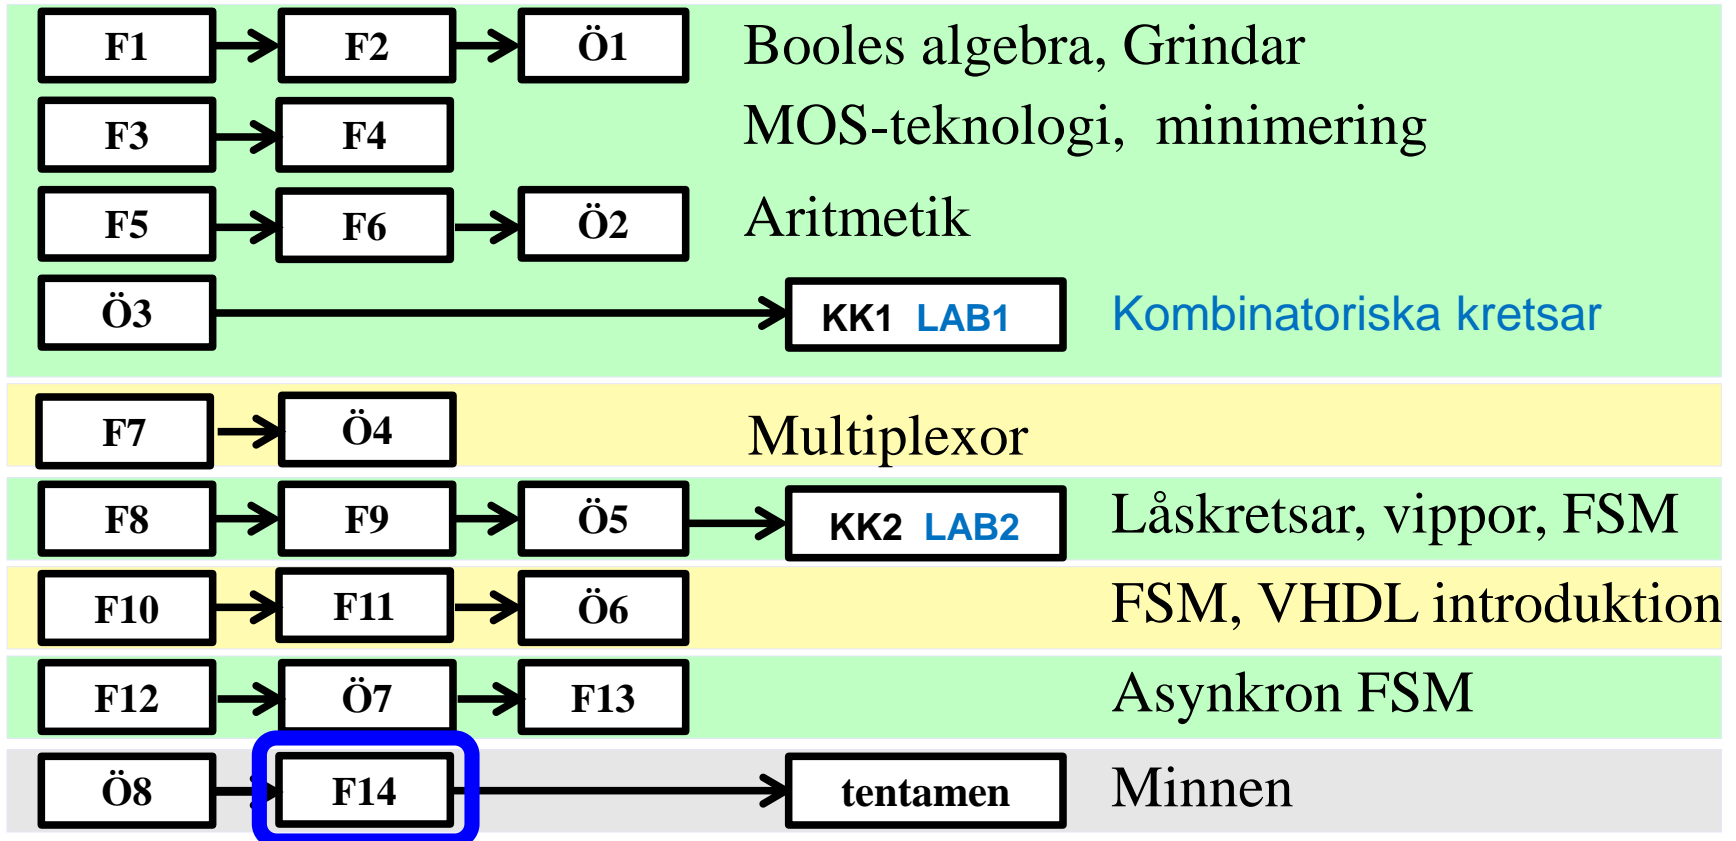 F1 F2 Ö1 Booles algebra, Grindar
F3 F4 MOS-teknologi, minimering
F5 F6 Ö2 Aritmetik
Ö3 KK1 LAB1 Kombinatoriska kretsar
F7 Ö4 Multiplexor
F8 F9 Ö5 KK2 LAB2 Låskretsar, vippor, FSM
F10 F11 Ö6 FSM, VHDL introduktion
F12 Ö7 F13 Asynkron FSM
Ö8 F14 tentamen Minnen